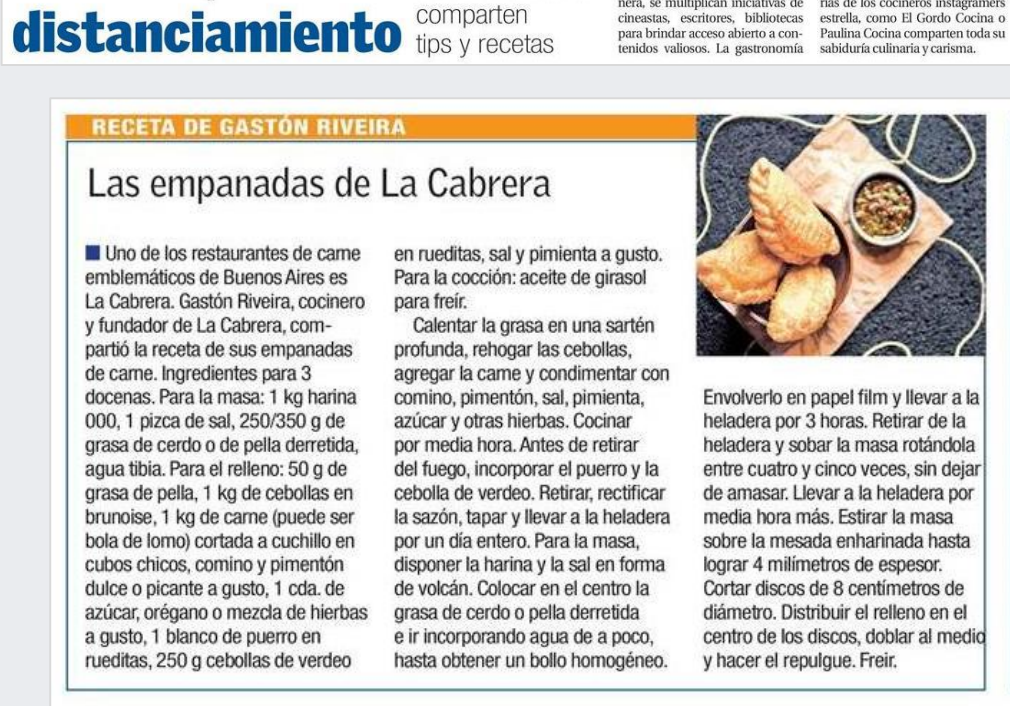 distanciamiento
comparten
tips y recetas
nera, se multiplican iniciativas de
cineastas, escritores, bibliotecas
para brindar acceso abierto a con-
tenidos valiosos. La gastronomía
rías de los cocineros instagramers
estrella, como El Gordo Cocina o
Paulina Cocina comparten toda su
sabiduría culinaria y carisma.
RECETA DE GASTÓN RIVEIRA
Las empanadas de La Cabrera
Uno de los restaurantes de carne
emblemáticos de Buenos Aires es
La Cabrera. Gastón Riveira, cocinero
y fundador de La Cabrera, com-
partió la receta de sus empanadas
de carne. Ingredientes para 3
docenas. Para la masa: 1 kg harina
000, 1 pizca de sal, 250/350 g de
grasa de cerdo o de pella derretida,
agua tibia. Para el relleno: 50 g de
grasa de pella, 1 kg de cebollas en
brunoise, 1 kg de carne (puede ser
bola de lomo) cortada a cuchillo en
cubos chicos, comino y pimentón
dulce o picante a gusto, 1 cda. de
azúcar, orégano o mezcla de hierbas
a gusto, 1 blanco de puerro en
rueditas, 250 g cebollas de verdeo
en rueditas, sal y pimienta a gusto.
Para la cocción: aceite de girasol
para freír.
Calentar la grasa en una sartén
profunda, rehogar las cebollas,
agregar la carne y condimentar con
comino, pimentón, sal, pimienta,
azúcar y otras hierbas. Cocinar
por media hora. Antes de retirar
del fuego, incorporar el puerro y la
cebolla de verdeo. Retirar, rectificar
la sazón, tapar y llevar a la heladera
por un día entero. Para la masa,
disponer la harina y la sal en forma
de volcán. Colocar en el centro la
grasa de cerdo o pella derretida
e ir incorporando agua de a poco,
hasta obtener un bollo homogéneo.
Envolverlo en papel film y llevar a la
heladera por 3 horas. Retirar de la
heladera y sobar la masa rotándola
entre cuatro y cinco veces, sin dejar
de amasar. Llevar a la heladera por
media hora más. Estirar la masa
sobre la mesada enharinada hasta
lograr 4 milímetros de espesor.
Cortar discos de 8 centímetros de
diámetro. Distribuir el relleno en el
centro de los discos, doblar al medio
y hacer el repulgue. Freir.